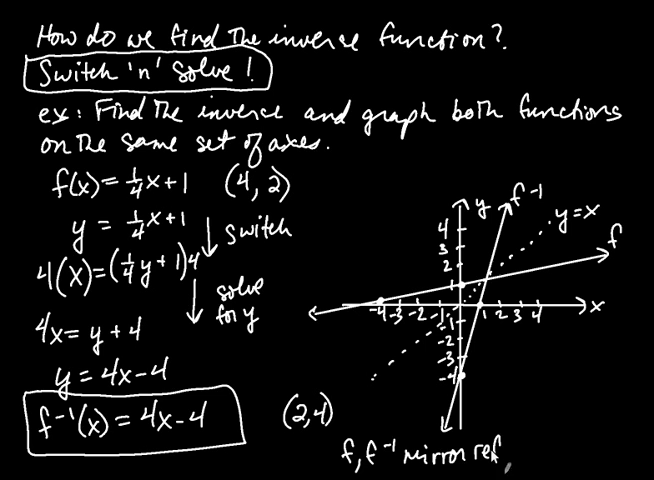 How do we find the inverse function?
Switch 'n' solve!
ex: Find the inverse and graph both functions
on the same set of axes.
f(x)=¼x+1 (4, 2)
y = ¼x+1
switch
4(x)=(¼y+1)4
solve
for y
4x=y+4
y=4x-4
f⁻¹(x)=4x-4
(2,4)
y f⁻¹
y=x
f
4
3
2
1
-4 -3 -2 -1 1 2 3 4 x
-1
-2
-3
-4
f, f⁻¹ mirror ref